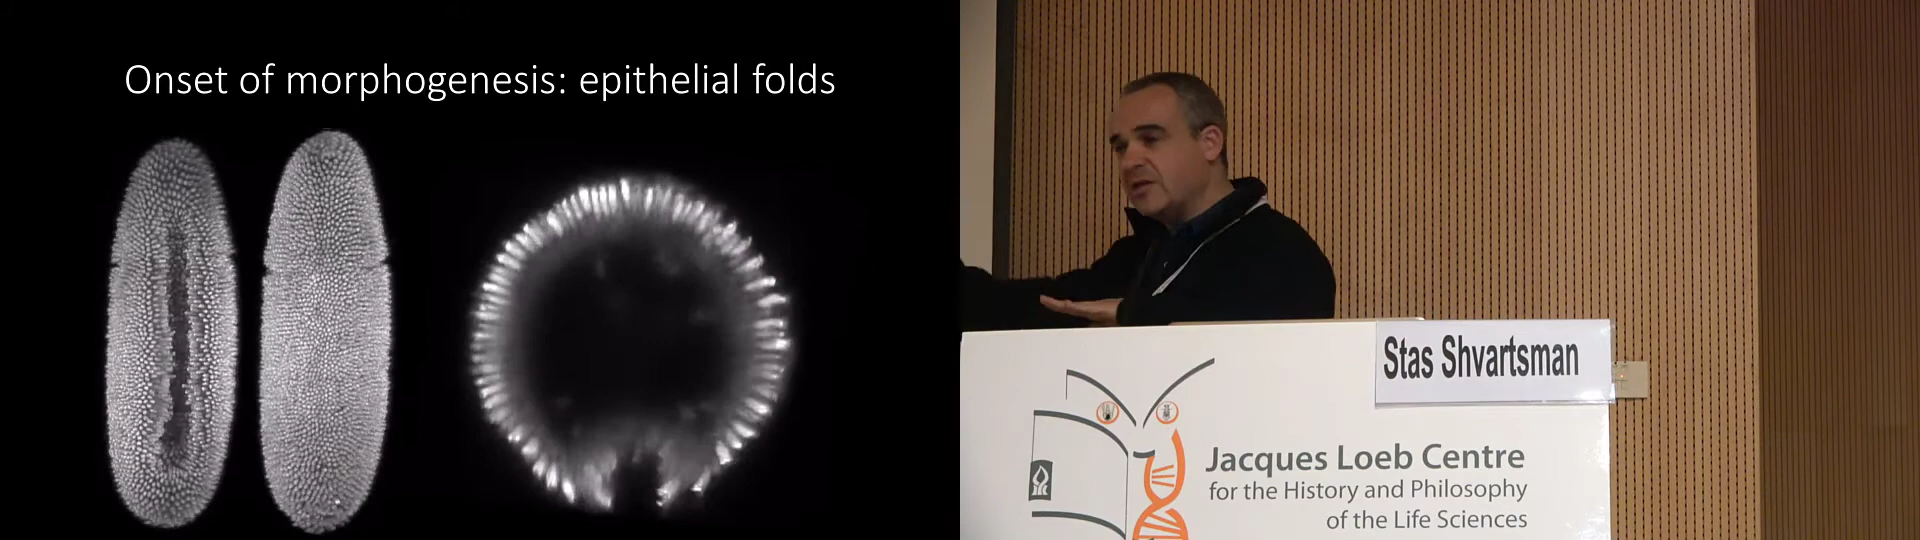 Onset of morphogenesis: epithelial folds
Stas Shvartsman
Jacques Loeb Centre
for the History and Philosophy
of the Life Sciences